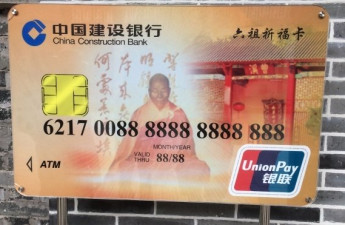 中国建设银行
China Construction Bank
六祖祈福卡
6217 0088 8888 8888 888
MONTH/YEAR
VALID THRU 88/88
ATM
UnionPay
银联